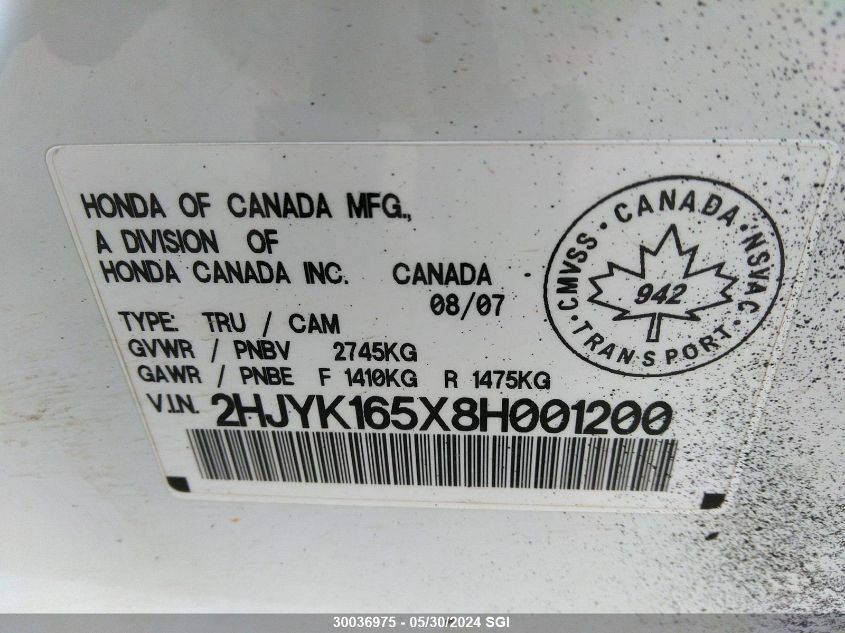 HONDA OF CANADA MFG.,
A DIVISION OF
HONDA CANADA INC. CANADA
08/07
TYPE: TRU / CAM
GVWR / PNBV 2745KG
GAWR / PNBE F 1410KG R 1475KG
V.I.N. 2HJYK165X8H001200
CMVSS · CANADA · NSVAC
942
· TRANSPORT ·
30036975 - 05/30/2024 SGI